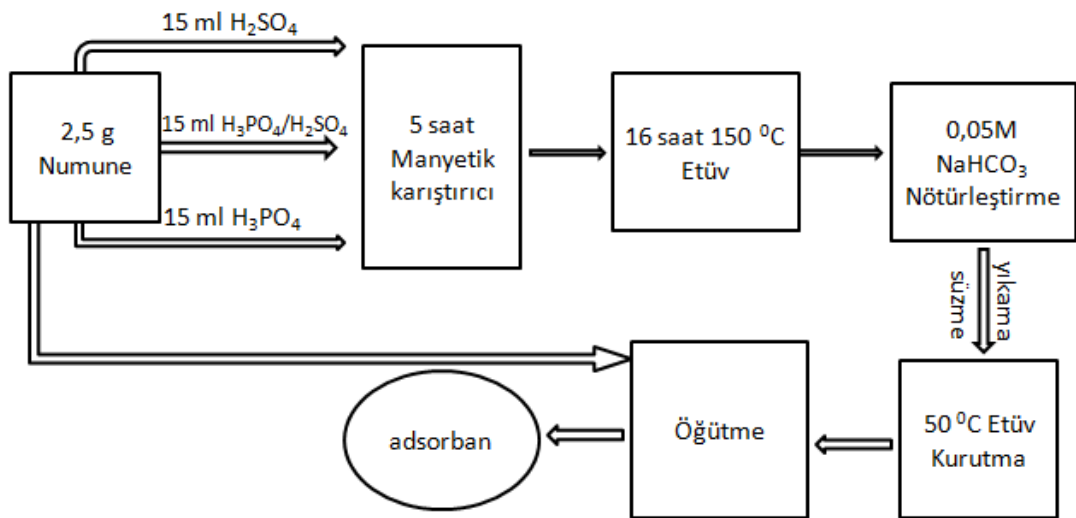 15 ml H₂SO₄
2,5 g
Numune
15 ml H₃PO₄/H₂SO₄
15 ml H₃PO₄
5 saat
Manyetik
karıştırıcı
16 saat 150 ⁰C
Etüv
0,05M
NaHCO₃
Nötürleştirme
yıkama
süzme
50 ⁰C Etüv
Kurutma
Öğütme
adsorban